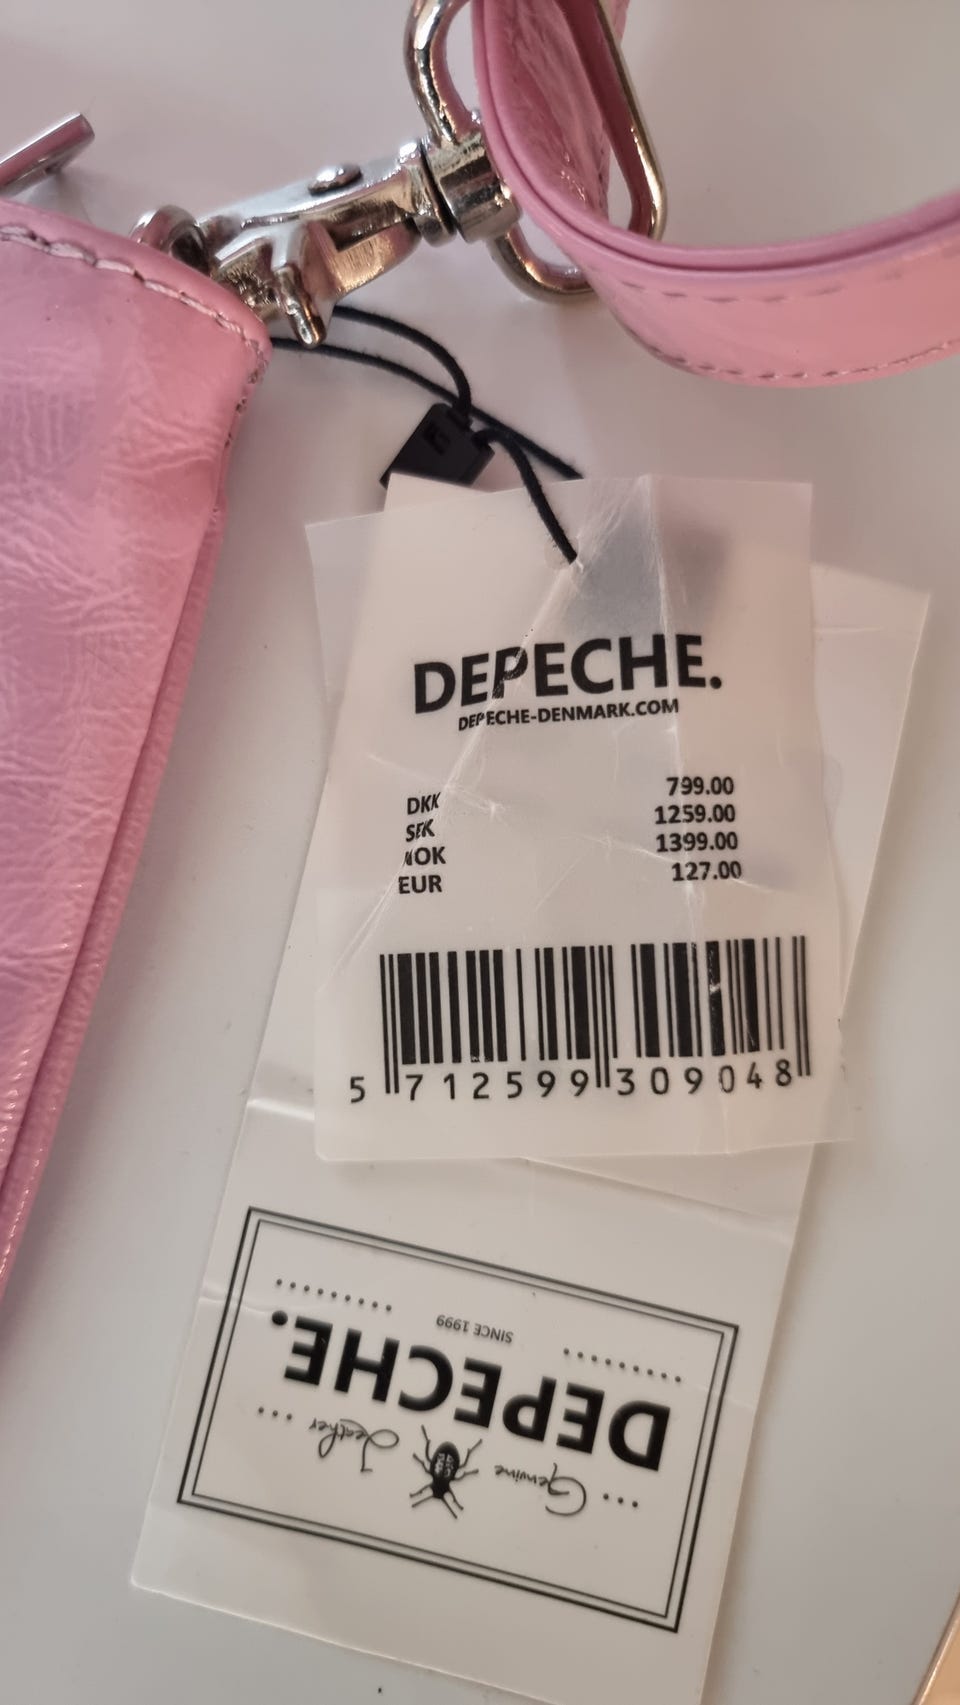 DEPECHE.
DEPECHE-DENMARK.COM
DKK 799.00
SEK 1259.00
NOK 1399.00
EUR 127.00
5 712599 309048
... Genuine Leather ...
DEPECHE.
SINCE 1999